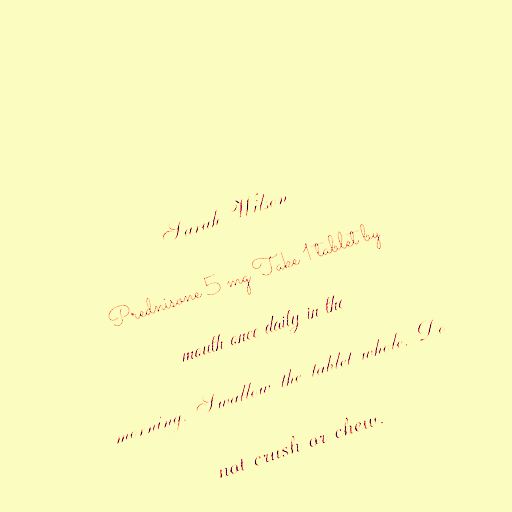 Sarah Wilson
Prednisone 5 mg Take 1 tablet by
mouth once daily in the
morning. Swallow the tablet whole. Do
not crush or chew.